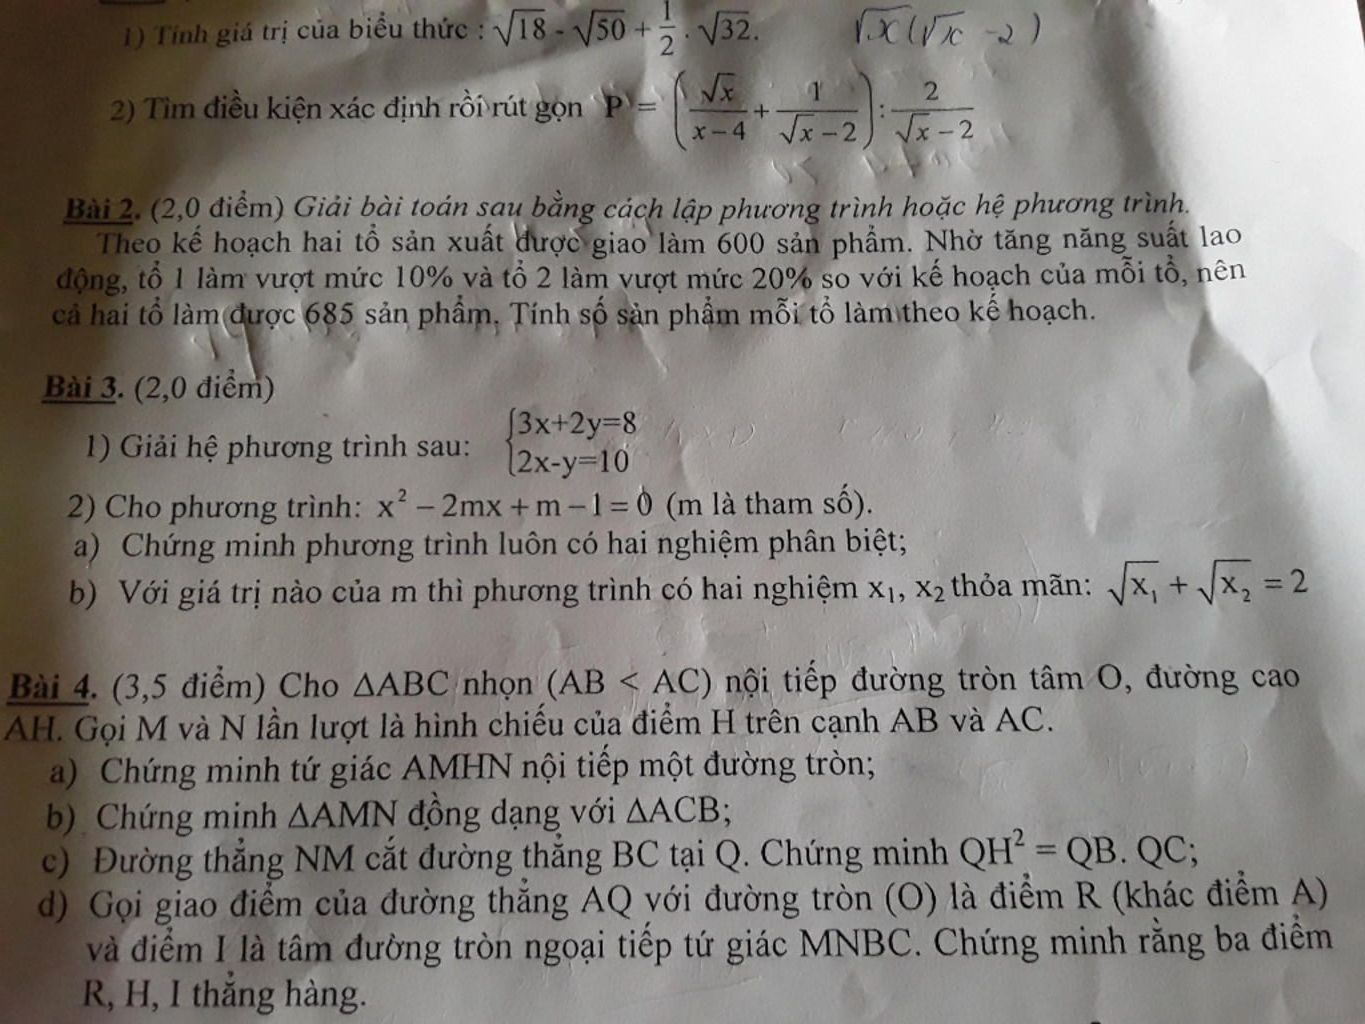 1) Tính giá trị của biểu thức : √18 - √50 + 1/2 . √32. √x(√x -2)
2) Tìm điều kiện xác định rồi rút gọn P = (√x/(x-4) + 1/(√x-2)) : 2/(√x-2)
Bài 2. (2,0 điểm) Giải bài toán sau bằng cách lập phương trình hoặc hệ phương trình.
Theo kế hoạch hai tổ sản xuất được giao làm 600 sản phẩm. Nhờ tăng năng suất lao
động, tổ 1 làm vượt mức 10% và tổ 2 làm vượt mức 20% so với kế hoạch của mỗi tổ, nên
cả hai tổ làm được 685 sản phẩm. Tính số sản phẩm mỗi tổ làm theo kế hoạch.
Bài 3. (2,0 điểm)
1) Giải hệ phương trình sau: {3x+2y=8
2x-y=10
2) Cho phương trình: x² – 2mx + m – 1 = 0 (m là tham số).
a) Chứng minh phương trình luôn có hai nghiệm phân biệt;
b) Với giá trị nào của m thì phương trình có hai nghiệm x₁, x₂ thỏa mãn: √x₁ + √x₂ = 2
Bài 4. (3,5 điểm) Cho ΔABC nhọn (AB < AC) nội tiếp đường tròn tâm O, đường cao
AH. Gọi M và N lần lượt là hình chiếu của điểm H trên cạnh AB và AC.
a) Chứng minh tứ giác AMHN nội tiếp một đường tròn;
b) Chứng minh ΔAMN đồng dạng với ΔACB;
c) Đường thẳng NM cắt đường thẳng BC tại Q. Chứng minh QH² = QB. QC;
d) Gọi giao điểm của đường thẳng AQ với đường tròn (O) là điểm R (khác điểm A)
và điểm I là tâm đường tròn ngoại tiếp tứ giác MNBC. Chứng minh rằng ba điểm
R, H, I thẳng hàng.